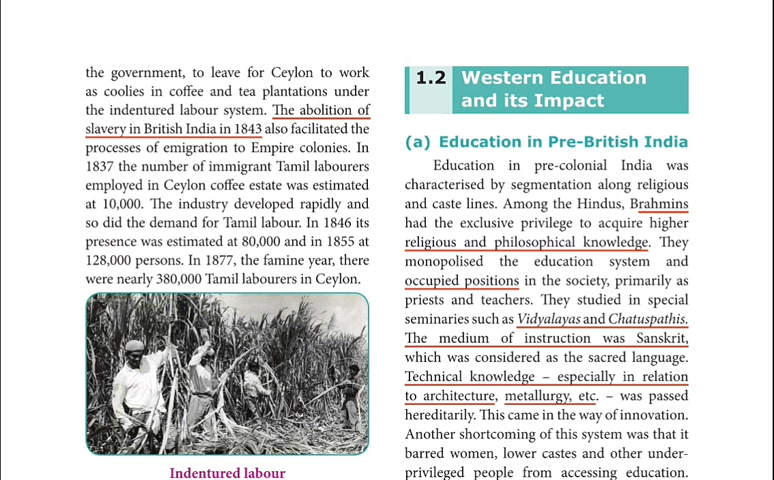 the government, to leave for Ceylon to work
as coolies in coffee and tea plantations under
the indentured labour system. The abolition of
slavery in British India in 1843 also facilitated the
processes of emigration to Empire colonies. In
1837 the number of immigrant Tamil labourers
employed in Ceylon coffee estate was estimated
at 10,000. The industry developed rapidly and
so did the demand for Tamil labour. In 1846 its
presence was estimated at 80,000 and in 1855 at
128,000 persons. In 1877, the famine year, there
were nearly 380,000 Tamil labourers in Ceylon.
Indentured labour
1.2 Western Education
and its Impact
(a) Education in Pre-British India
Education in pre-colonial India was
characterised by segmentation along religious
and caste lines. Among the Hindus, Brahmins
had the exclusive privilege to acquire higher
religious and philosophical knowledge. They
monopolised the education system and
occupied positions in the society, primarily as
priests and teachers. They studied in special
seminaries such as Vidyalayas and Chatuspathis.
The medium of instruction was Sanskrit,
which was considered as the sacred language.
Technical knowledge – especially in relation
to architecture, metallurgy, etc. – was passed
hereditarily. This came in the way of innovation.
Another shortcoming of this system was that it
barred women, lower castes and other under-
privileged people from accessing education.